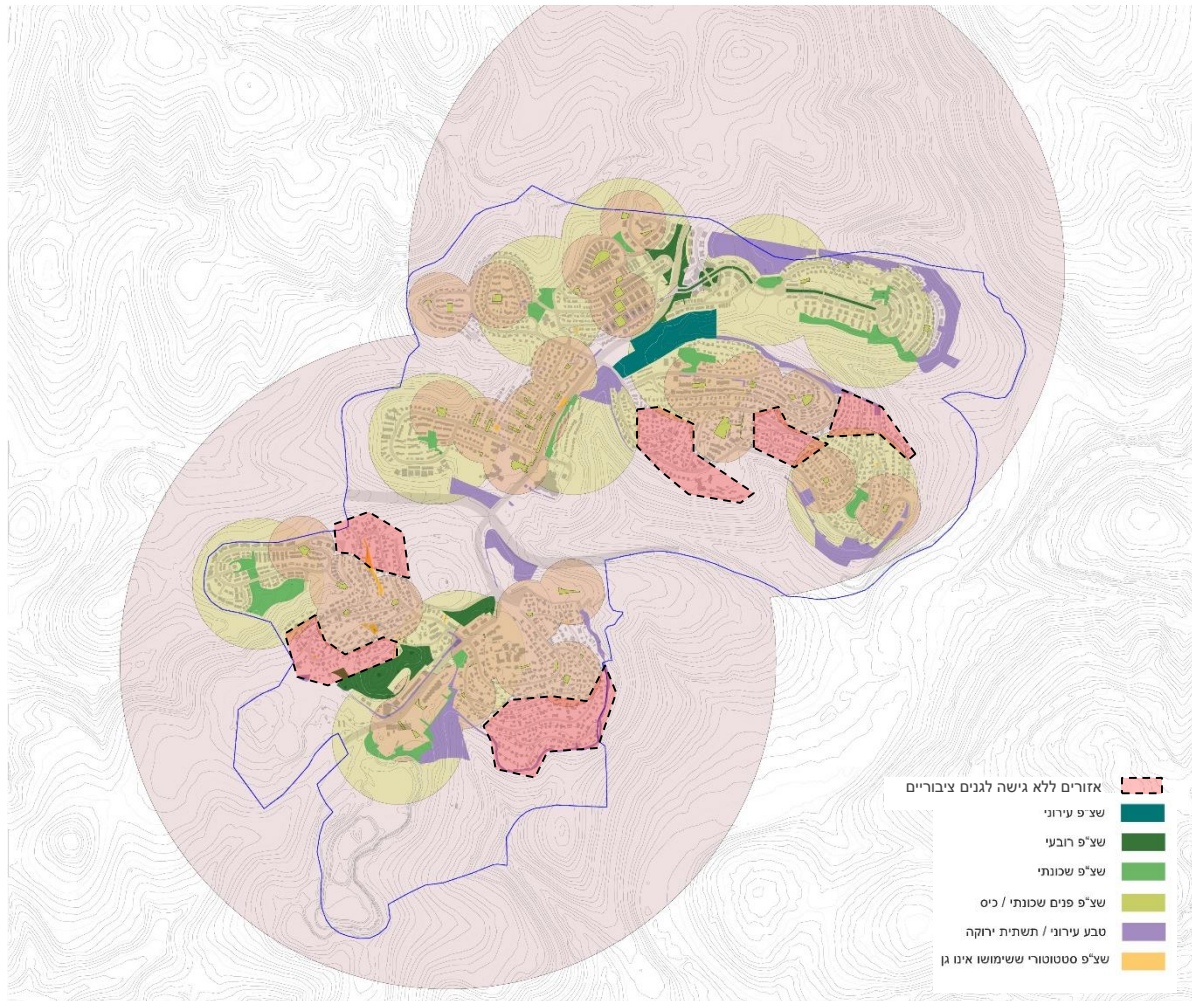 אזורים ללא גישה לגנים ציבוריים
שצ"פ עירוני
שצ"פ רובעי
שצ"פ שכונתי
שצ"פ פנים שכונתי / כיס
טבע עירוני / תשתית ירוקה
שצ"פ סטטוטורי ששימושו אינו גן